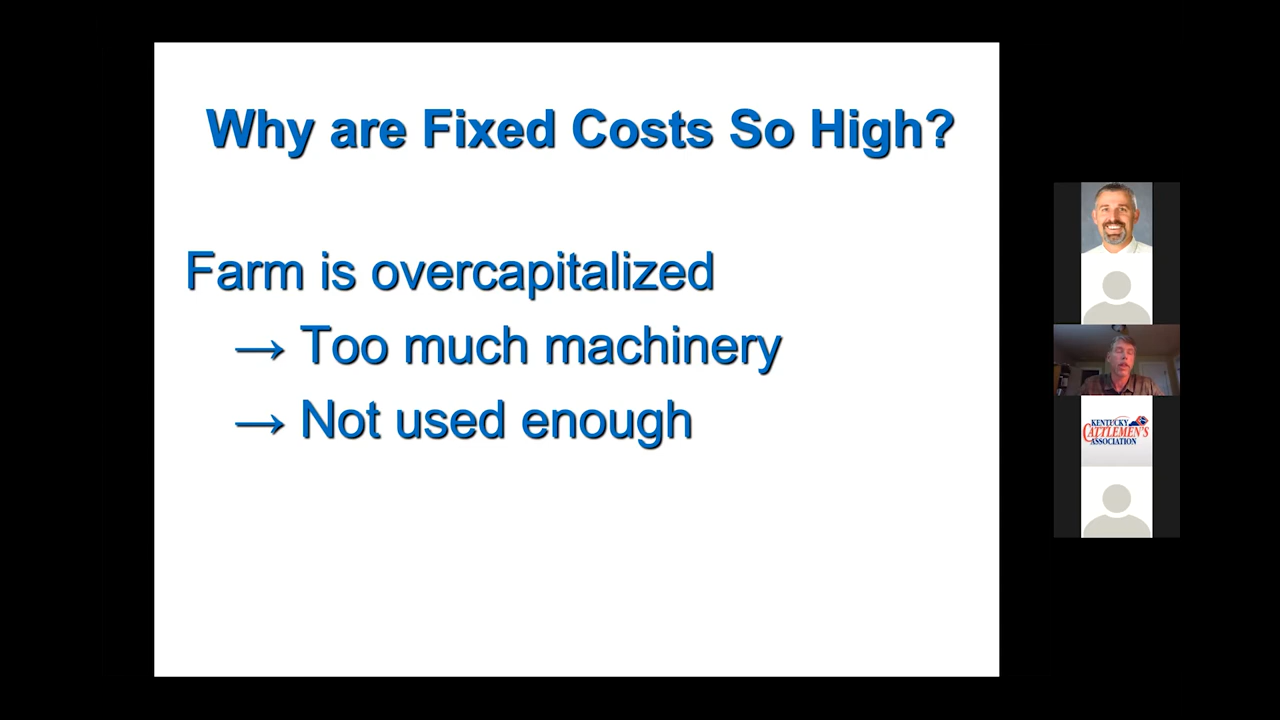 Why are Fixed Costs So High?
Farm is overcapitalized
→ Too much machinery
→ Not used enough
KENTUCKY
CATTLEMEN'S
ASSOCIATION